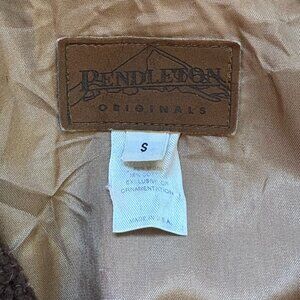 PENDLETON
ORIGINALS
S
EXCLUSIVE OF
ORNAMENTATION
MADE IN U.S.A.